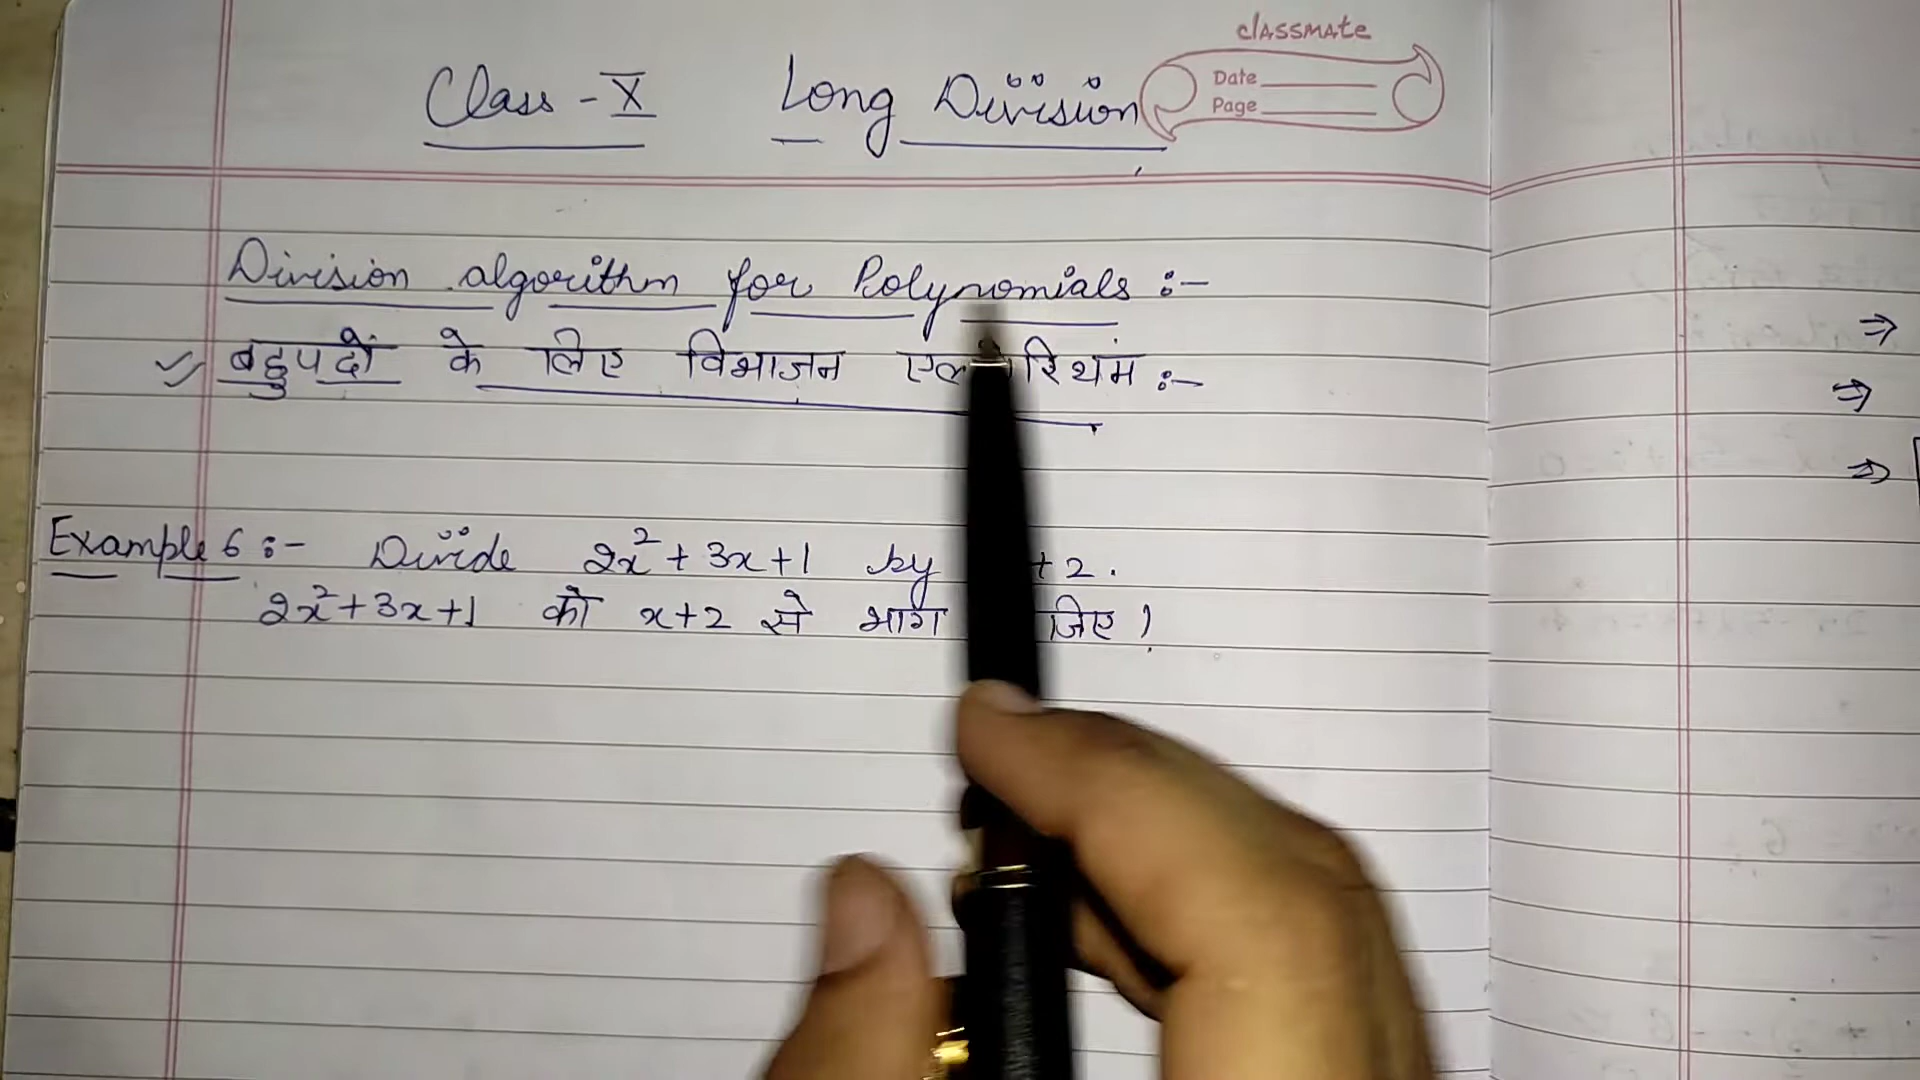 classmate
Class - X Long Division
Date
Page
Division algorithm for Polynomials :-
बहुपदों के लिए विभाजन :-
Example 6 :- Divide 2x² + 3x + 1 by + 2 .
2x² + 3x + 1 को x + 2 से भाग ।